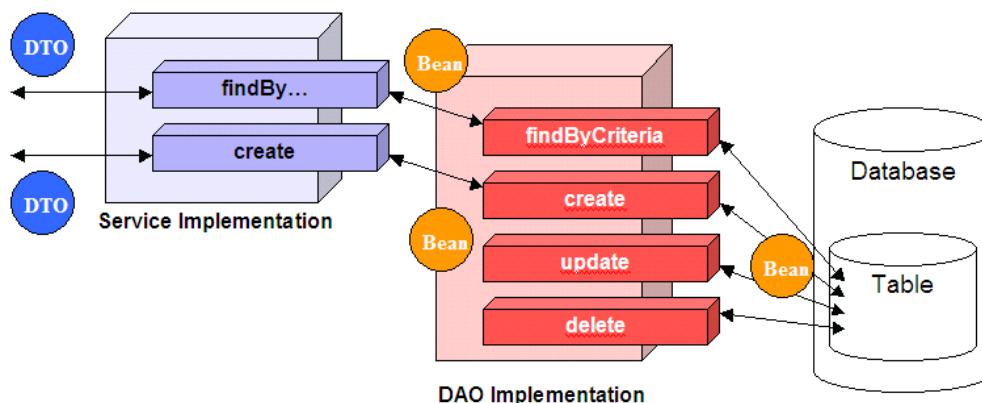 DTO
findBy...
create
DTO
Service Implementation
Bean
findByCriteria
create
Bean
update
delete
DAO Implementation
Bean
Database
Table